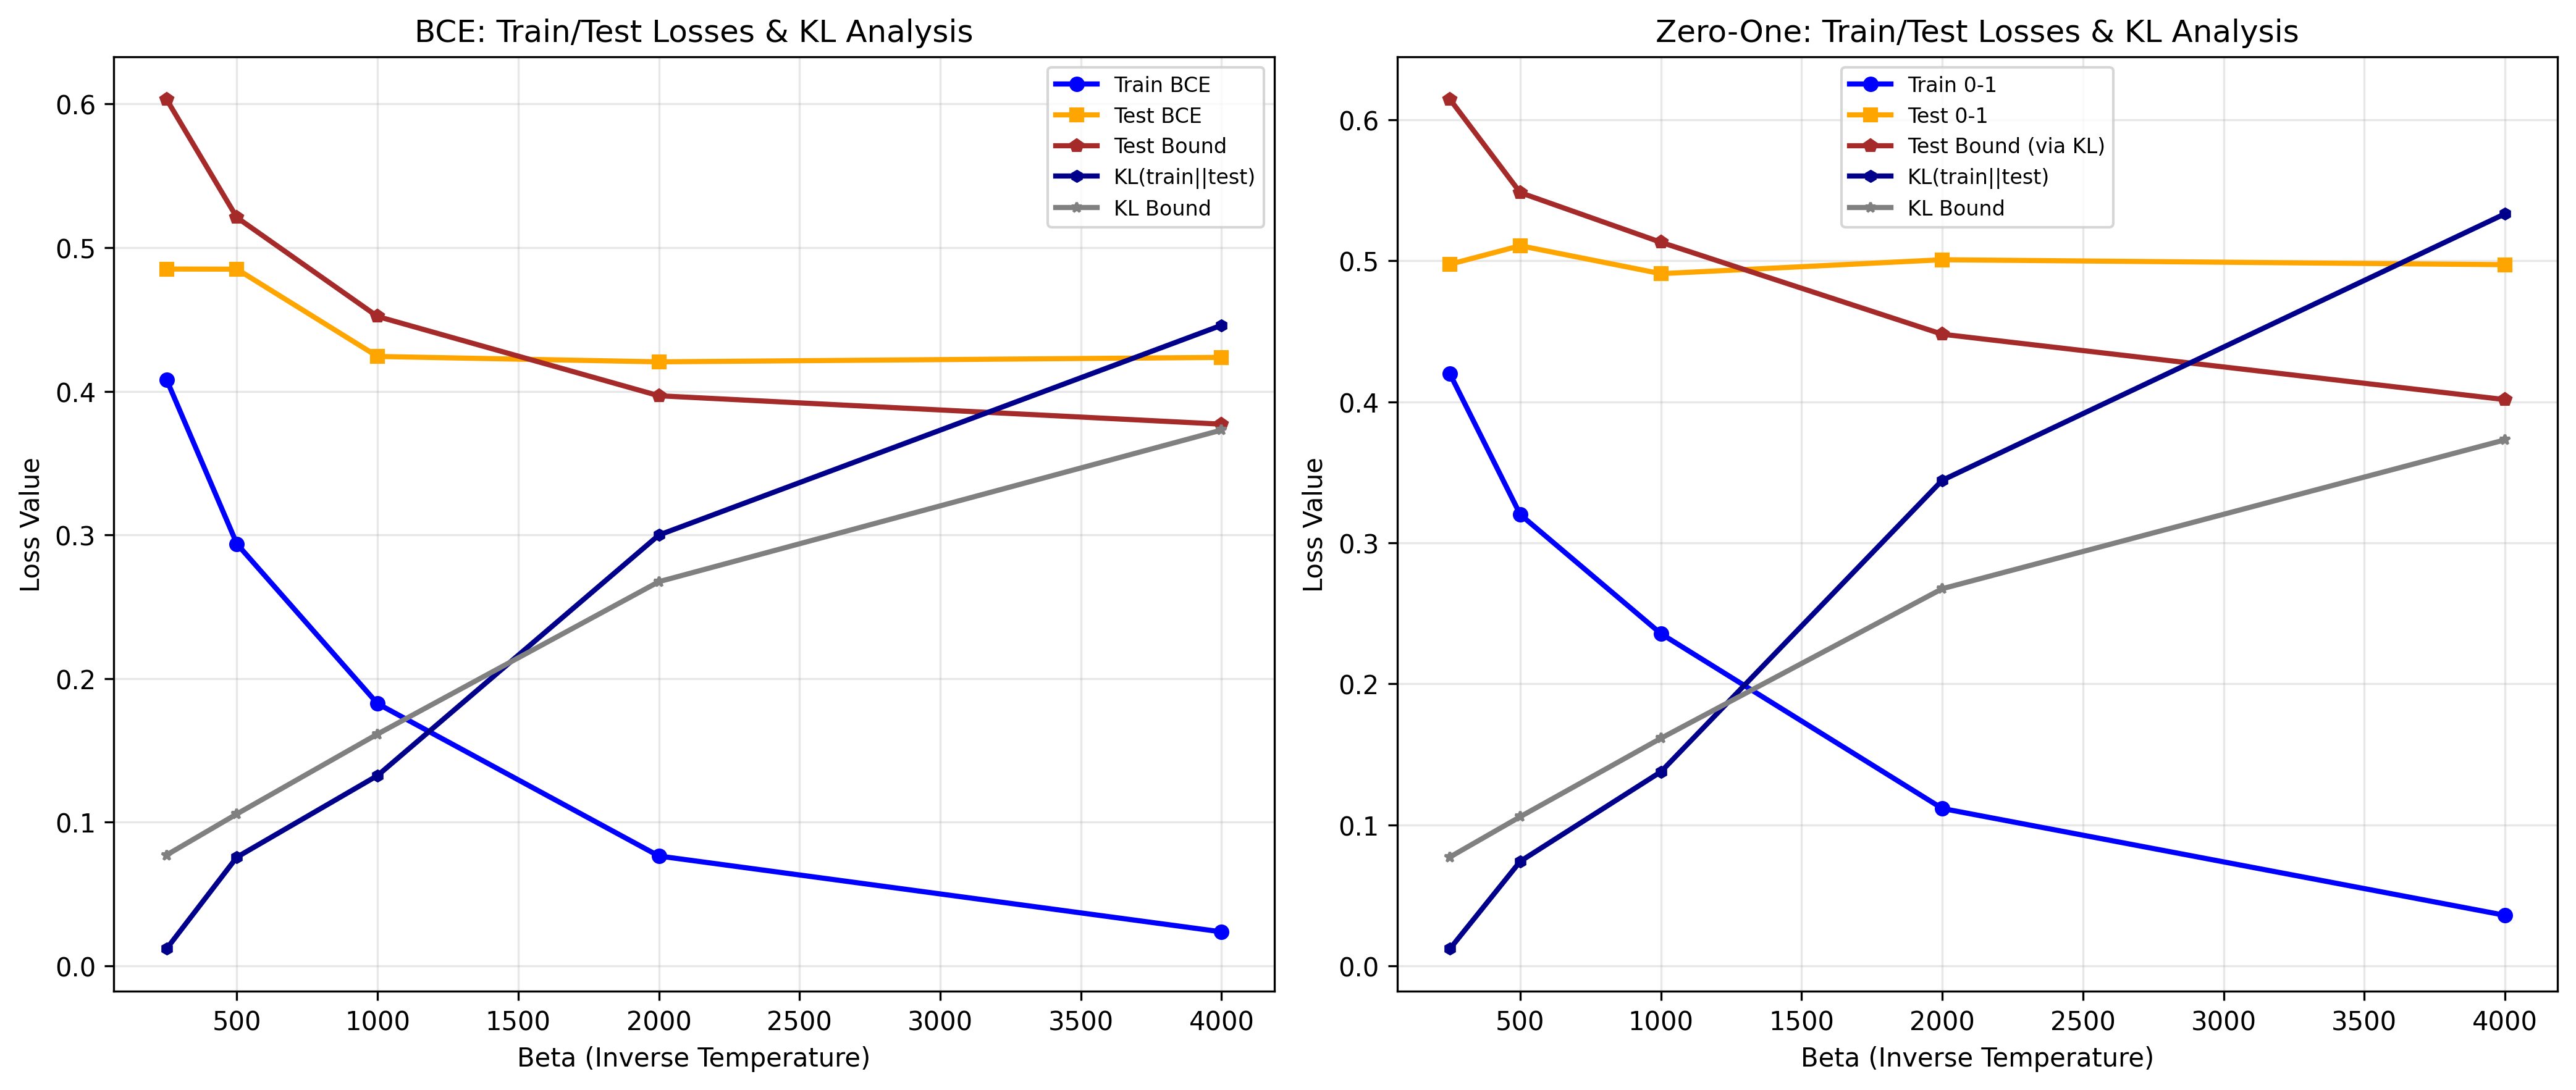 BCE: Train/Test Losses & KL Analysis
Train BCE
Test BCE
Test Bound
KL(train||test)
KL Bound
Loss Value
0.6
0.5
0.4
0.3
0.2
0.1
0.0
500 1000 1500 2000 2500 3000 3500 4000
Beta (Inverse Temperature)
Zero-One: Train/Test Losses & KL Analysis
Train 0-1
Test 0-1
Test Bound (via KL)
KL(train||test)
KL Bound
Loss Value
0.6
0.5
0.4
0.3
0.2
0.1
0.0
500 1000 1500 2000 2500 3000 3500 4000
Beta (Inverse Temperature)